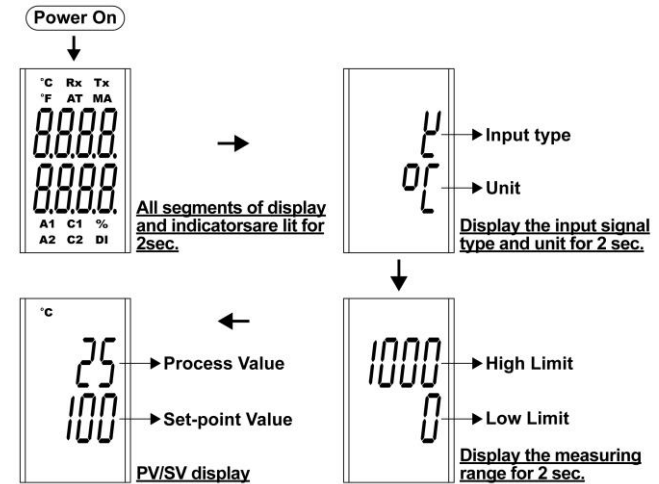 Power On
°C Rx Tx
°F AT MA
8.8.8.8
8.8.8.8
A1 C1 %
A2 C2 DI
All segments of display
and indicatorsare lit for
2sec.
Input type
°C
Unit
Display the input signal
type and unit for 2 sec.
°C
25
Process Value
100
Set-point Value
PV/SV display
1000
High Limit
0
Low Limit
Display the measuring
range for 2 sec.